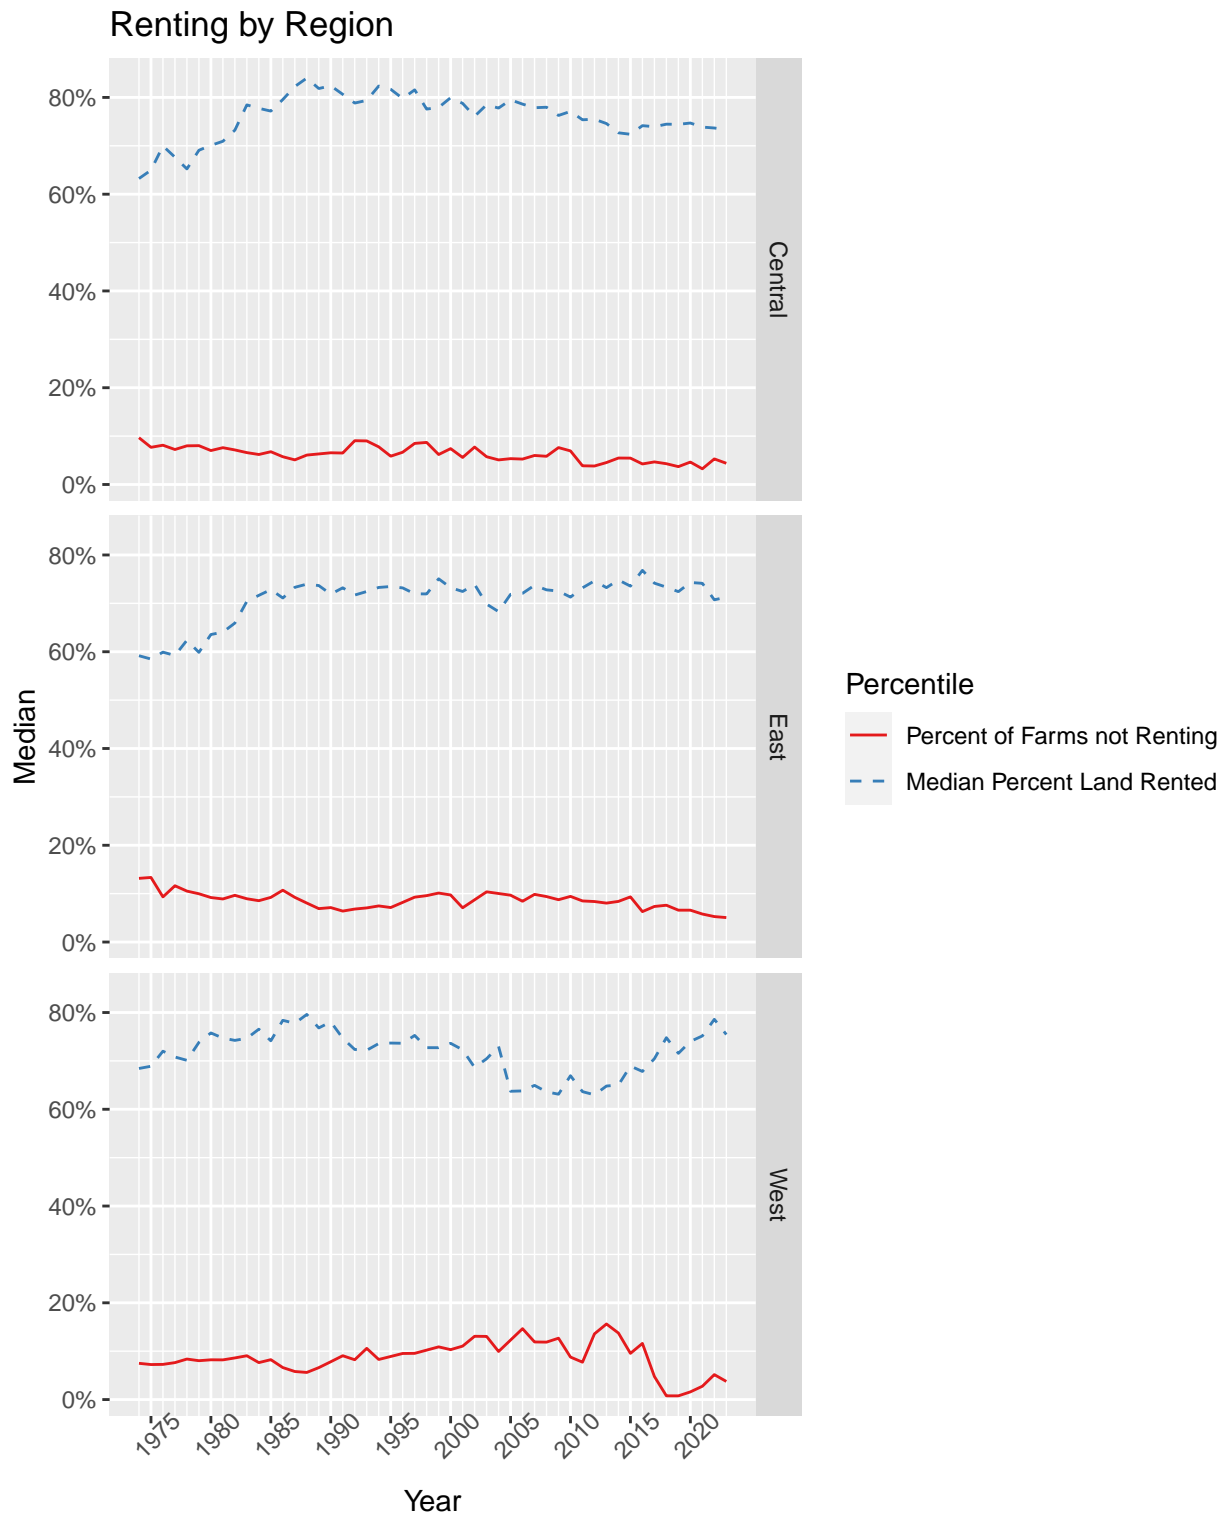 Renting by Region
80%
60%
40%
20%
0%
Central
80%
60%
40%
20%
0%
East
80%
60%
40%
20%
0%
West
1975
1980
1985
1990
1995
2000
2005
2010
2015
2020
Year
Median
Percentile
Percent of Farms not Renting
Median Percent Land Rented